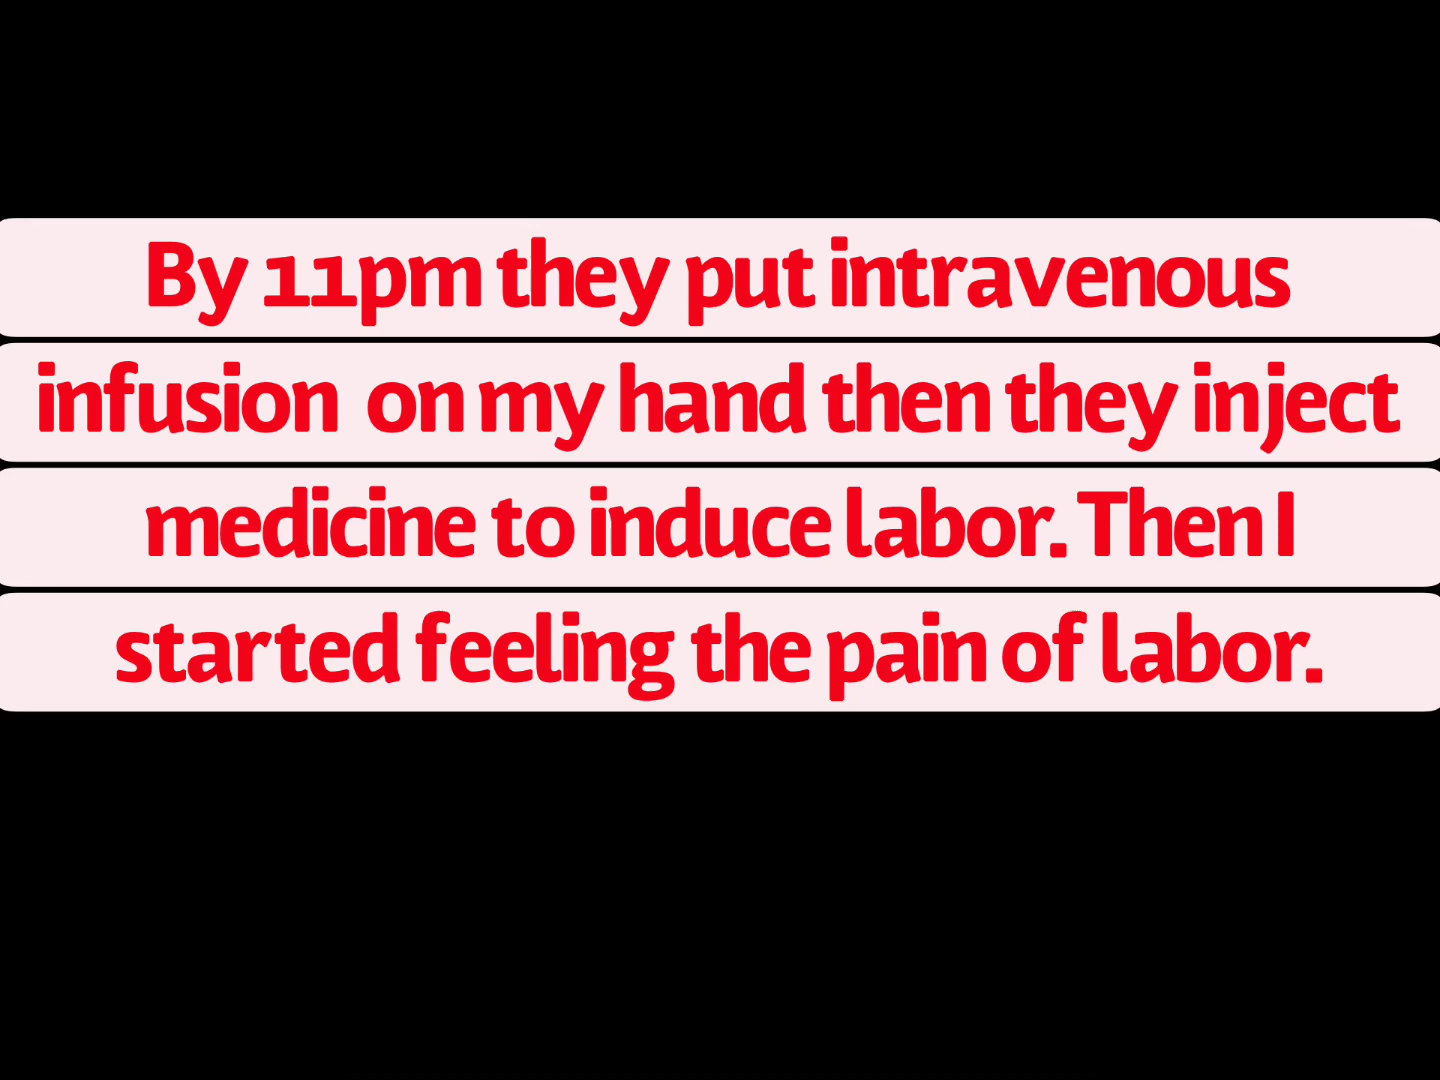 By 11pm they put intravenous
infusion on my hand then they inject
medicine to induce labor. Then I
started feeling the pain of labor.